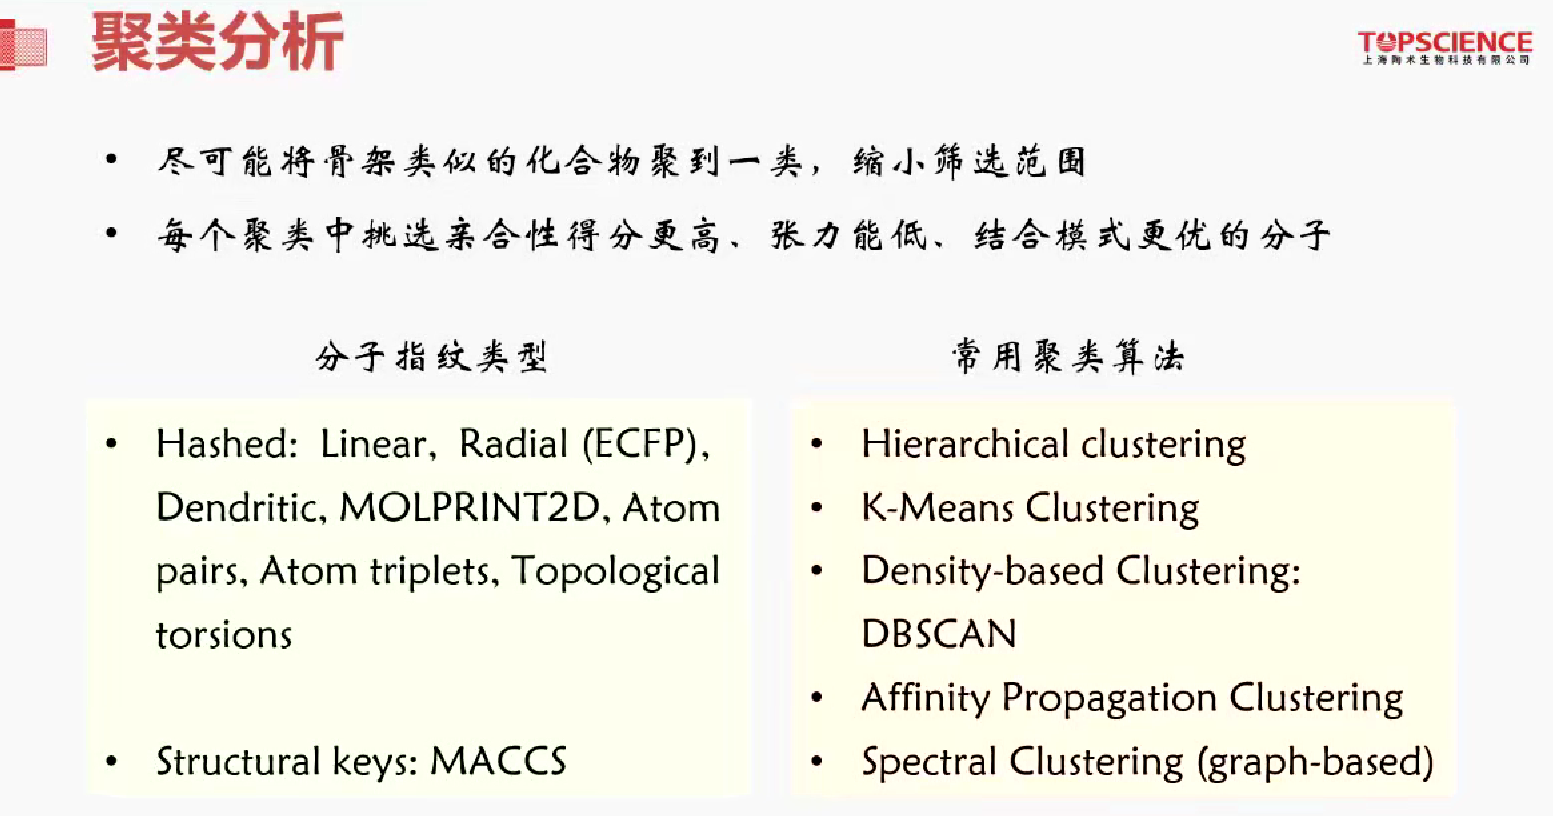 聚类分析
TOPSCIENCE
上海陶术生物科技有限公司
• 尽可能将骨架类似的化合物聚到一类，缩小筛选范围
• 每个聚类中挑选亲合性得分更高、张力能低、结合模式更优的分子
分子指纹类型
• Hashed: Linear, Radial (ECFP),
Dendritic, MOLPRINT2D, Atom
pairs, Atom triplets, Topological
torsions
• Structural keys: MACCS
常用聚类算法
• Hierarchical clustering
• K-Means Clustering
• Density-based Clustering:
DBSCAN
• Affinity Propagation Clustering
• Spectral Clustering (graph-based)